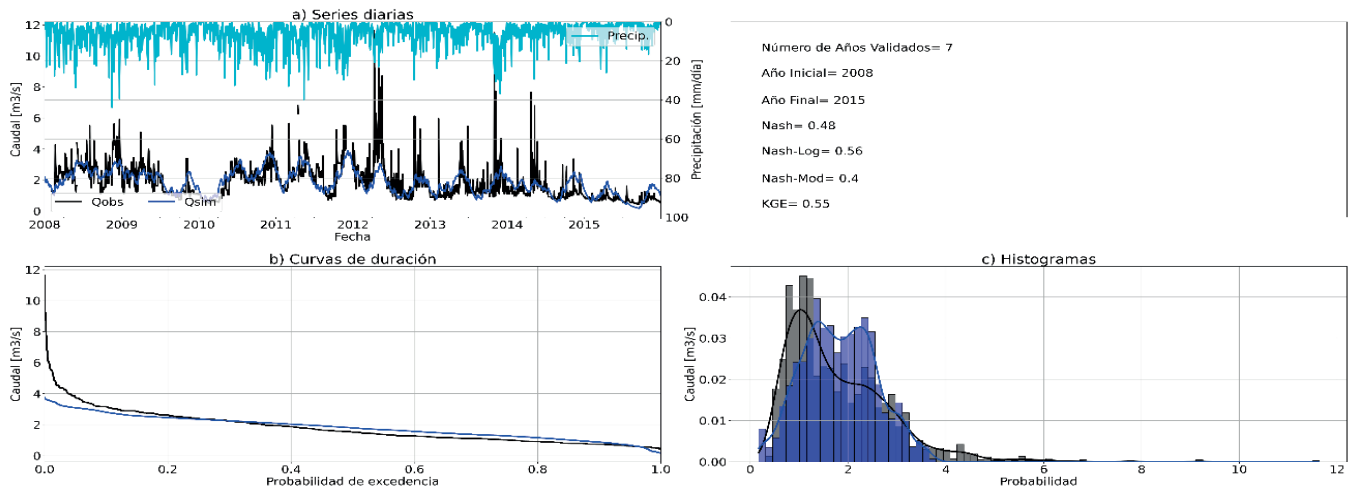 a) Series diarias
12
10
8
6
4
2
0
Caudal [m3/s]
0
20
40
60
80
100
Precipitación [mm/día]
Precip.
Qobs
Qsim
2008
2009
2010
2011
2012
2013
2014
2015
Fecha
Número de Años Validados= 7
Año Inicial= 2008
Año Final= 2015
Nash= 0.48
Nash-Log= 0.56
Nash-Mod= 0.4
KGE= 0.55
b) Curvas de duración
12
10
8
6
4
2
0
Caudal [m3/s]
0.0
0.2
0.4
0.6
0.8
1.0
Probabilidad de excedencia
c) Histogramas
0.04
0.03
0.02
0.01
0.00
Caudal [m3/s]
0
2
4
6
8
10
12
Probabilidad